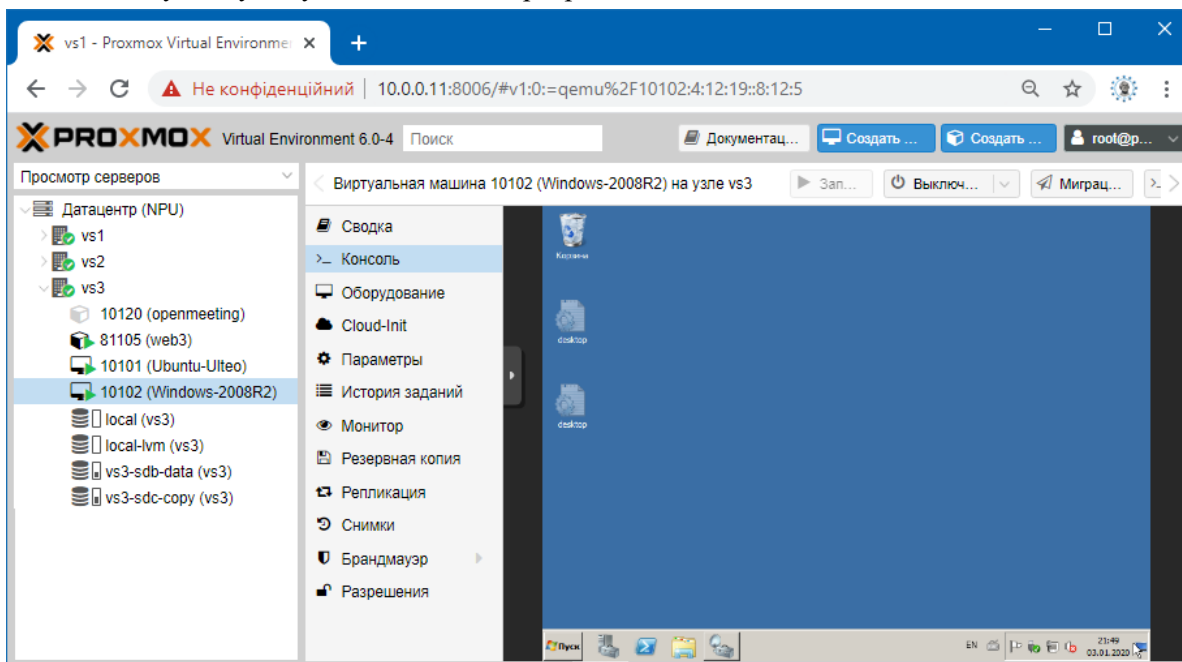 vs1 - Proxmox Virtual Environme
Не конфіденційний | 10.0.0.11:8006/#v1:0:=qemu%2F10102:4:12:19::8:12:5
PROXMOX Virtual Environment 6.0-4 Поиск Документац... Создать ... Создать ... root@p...
Просмотр серверов
Виртуальная машина 10102 (Windows-2008R2) на узле vs3 Зап... Выключ... Миграц...
Датацентр (NPU)
vs1
vs2
vs3
10120 (openmeeting)
81105 (web3)
10101 (Ubuntu-Ulteo)
10102 (Windows-2008R2)
local (vs3)
local-lvm (vs3)
vs3-sdb-data (vs3)
vs3-sdc-copy (vs3)
Сводка
Консоль
Оборудование
Cloud-Init
Параметры
История заданий
Монитор
Резервная копия
Репликация
Снимки
Брандмауэр
Разрешения
Корзина
desktop
desktop
Пуск EN 21:49
03.01.2020